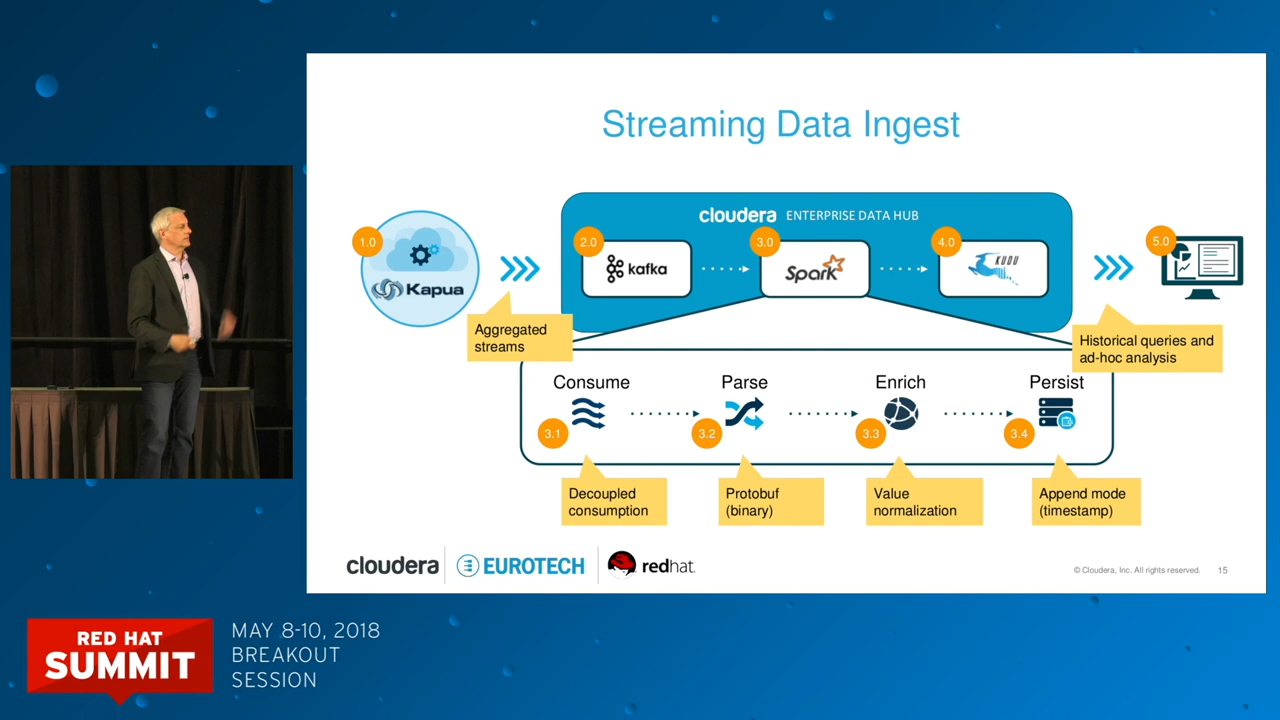 Streaming Data Ingest
cloudera ENTERPRISE DATA HUB
1.0
Kapua
2.0
kafka
3.0
Spark
4.0
KUDU
5.0
Aggregated
streams
Historical queries and
ad-hoc analysis
Consume
Parse
Enrich
Persist
3.1
3.2
3.3
3.4
Decoupled
consumption
Protobuf
(binary)
Value
normalization
Append mode
(timestamp)
cloudera
EUROTECH
redhat.
© Cloudera, Inc. All rights reserved.
15
RED HAT
SUMMIT
MAY 8-10, 2018
BREAKOUT
SESSION